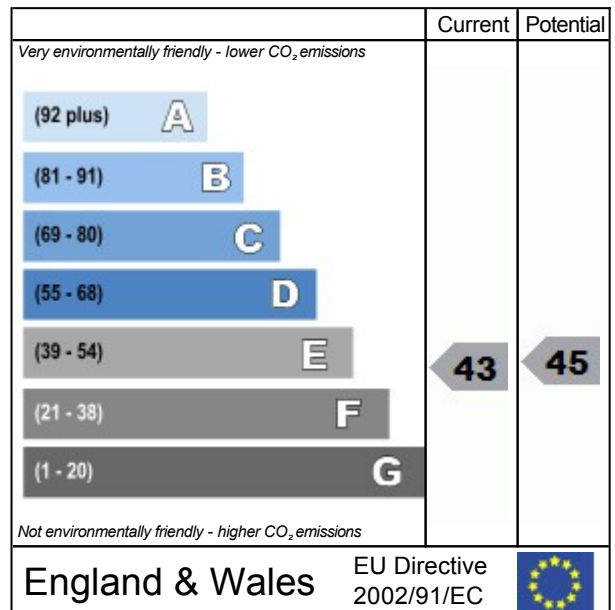 Current Potential
Very environmentally friendly - lower CO₂ emissions
(92 plus) A
(81 - 91) B
(69 - 80) C
(55 - 68) D
(39 - 54) E
43 45
(21 - 38) F
(1 - 20) G
Not environmentally friendly - higher CO₂ emissions
England & Wales
EU Directive
2002/91/EC